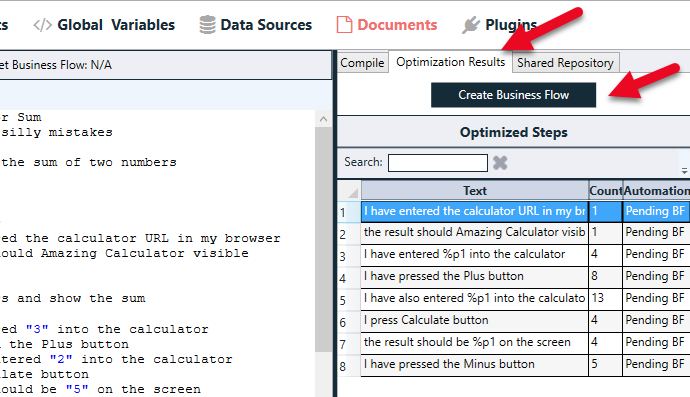 ts </> Global Variables Data Sources Documents Plugins
et Business Flow: N/A
or Sum
silly mistakes
the sum of two numbers
red the calculator URL in my browser
ould Amazing Calculator visible
s and show the sum
red "3" into the calculator
d the Plus button
ntered "2" into the calculator
late button
ould be "5" on the screen
Compile Optimization Results Shared Repository
Create Business Flow
Optimized Steps
Search:
Text Count Automation
1 I have entered the calculator URL in my br 1 Pending BF
2 the result should Amazing Calculator visib 1 Pending BF
3 I have entered %p1 into the calculator 4 Pending BF
4 I have pressed the Plus button 8 Pending BF
5 I have also entered %p1 into the calculato 13 Pending BF
6 I press Calculate button 4 Pending BF
7 the result should be %p1 on the screen 4 Pending BF
8 I have pressed the Minus button 5 Pending BF